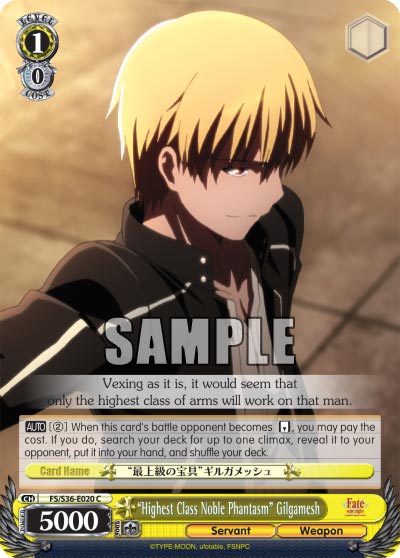 LEVEL
1
0
COST
SAMPLE
Vexing as it is, it would seem that
only the highest class of arms will work on that man.
AUTO [②] When this card's battle opponent becomes [▼], you may pay the
cost. If you do, search your deck for up to one climax, reveal it to your
opponent, put it into your hand, and shuffle your deck.
Card Name "最上級の宝具"ギルガメッシュ
CH FS/S36-E020 C
POWER 5000
"Highest Class Noble Phantasm" Gilgamesh
Fate
Servant Weapon
©TYPE-MOON, ufotable, FSNPC